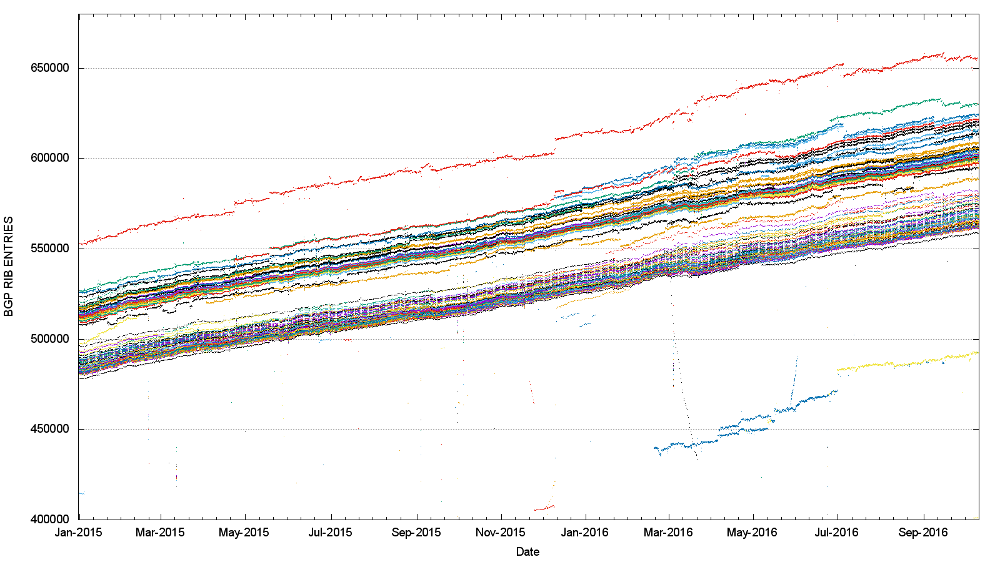 BGP RIB ENTRIES
650000
600000
550000
500000
450000
400000
Jan-2015 Mar-2015 May-2015 Jul-2015 Sep-2015 Nov-2015 Jan-2016 Mar-2016 May-2016 Jul-2016 Sep-2016
Date